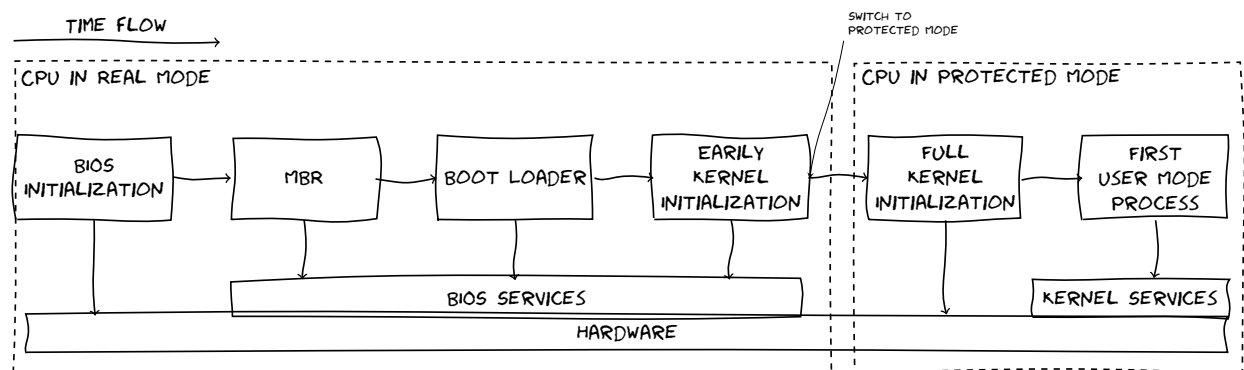 TIME FLOW
SWITCH TO
PROTECTED MODE
CPU IN REAL MODE
CPU IN PROTECTED MODE
BIOS
INITIALIZATION
MBR
BOOT LOADER
EARILY
KERNEL
INITIALIZATION
FULL
KERNEL
INITIALIZATION
FIRST
USER MODE
PROCESS
BIOS SERVICES
KERNEL SERVICES
HARDWARE